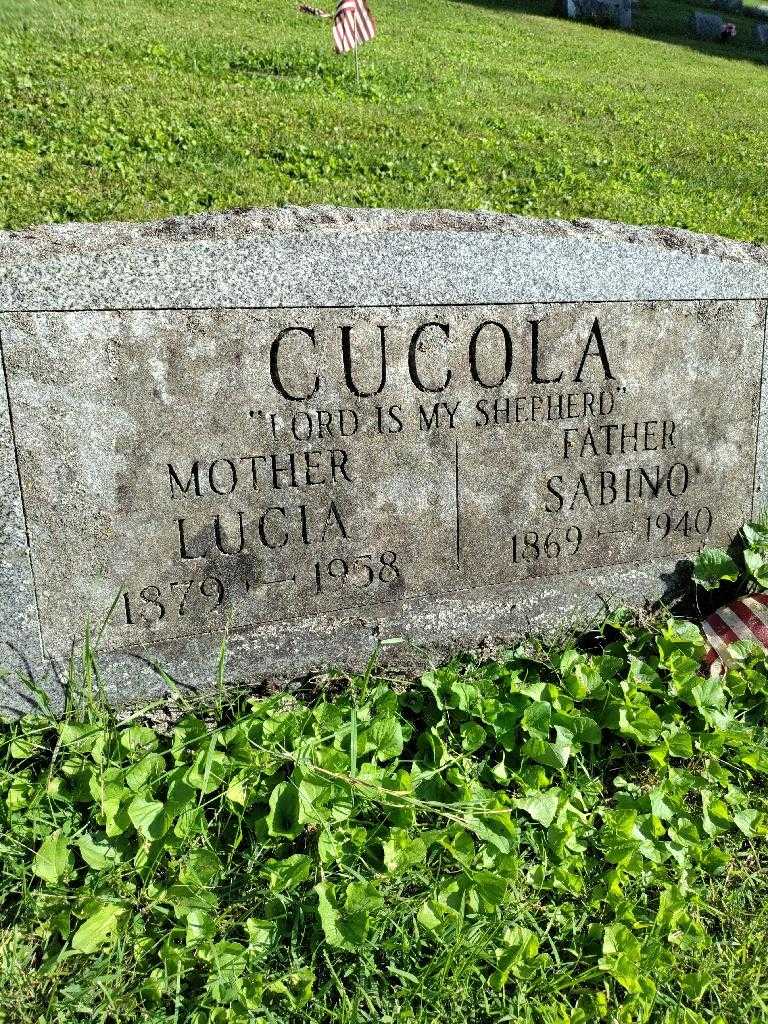 CUCOLA
"LORD IS MY SHEPHERD"
MOTHER
LUCIA
1879 — 1958
FATHER
SABINO
1869 — 1940